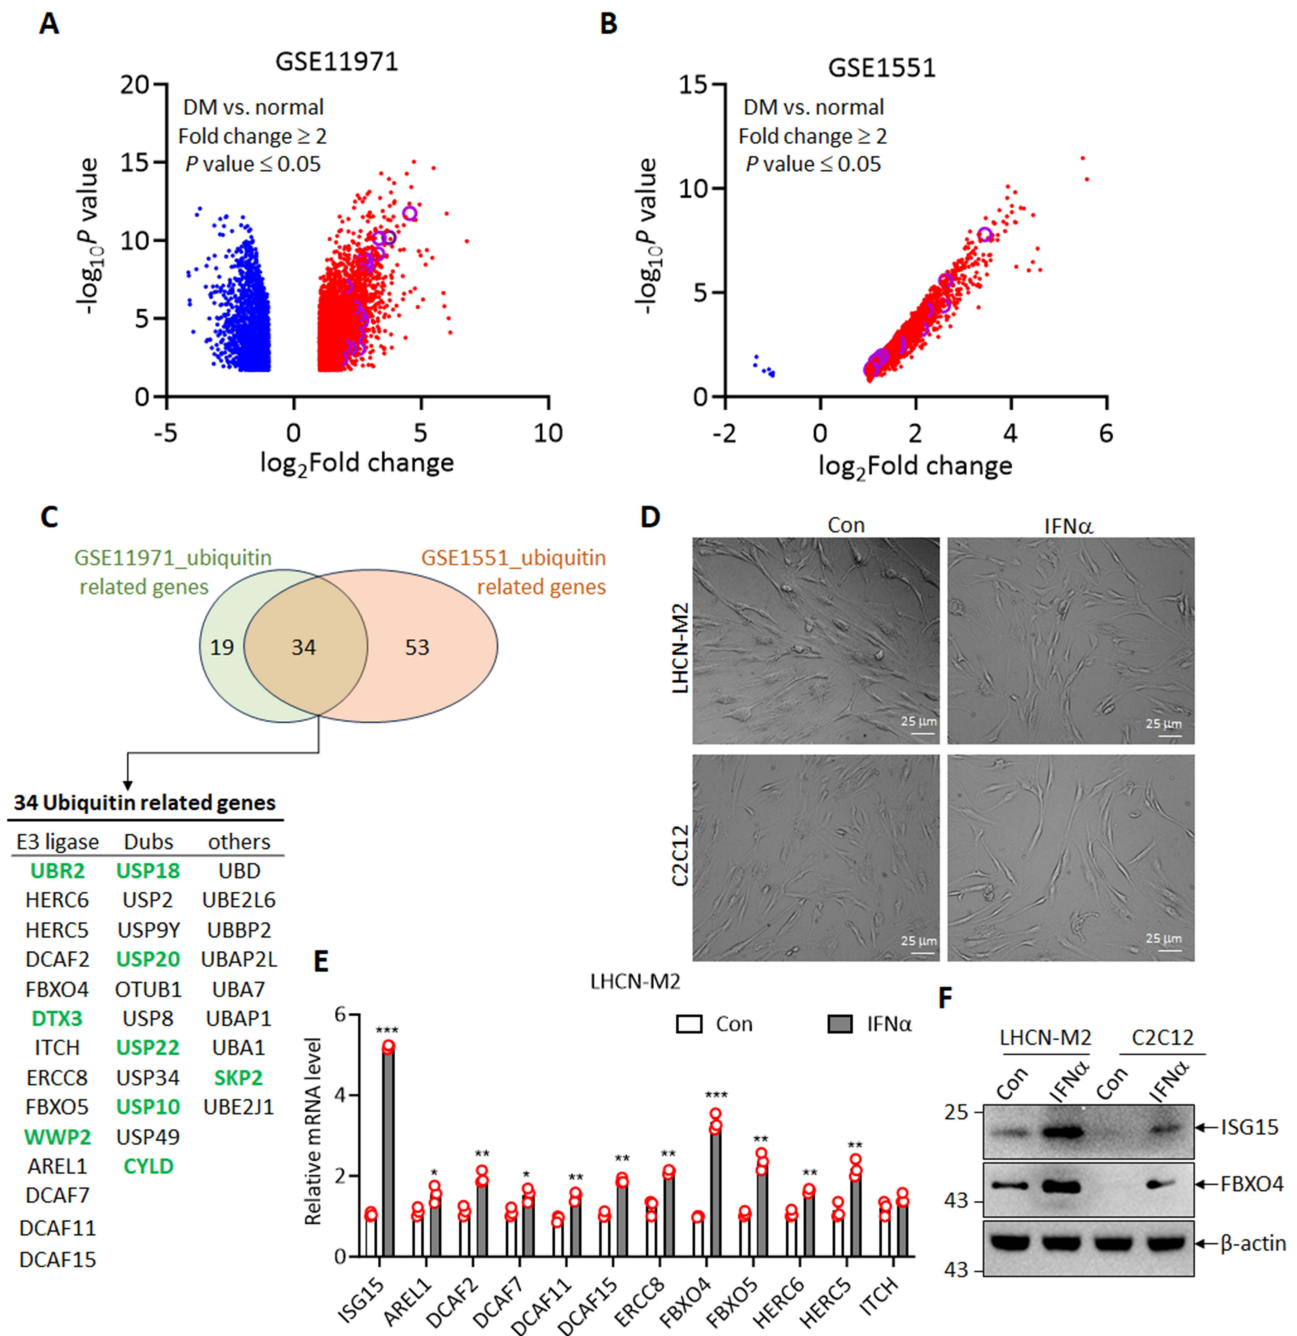 A
GSE11971
DM vs. normal
Fold change ≥ 2
P value ≤ 0.05
-log10P value
20
15
10
5
0
-5
0
5
10
log2Fold change
B
GSE1551
DM vs. normal
Fold change ≥ 2
P value ≤ 0.05
-log10P value
15
10
5
0
-2
0
2
4
6
log2Fold change
C
GSE11971_ubiquitin
related genes
GSE1551_ubiquitin
related genes
19
34
53
34 Ubiquitin related genes
E3 ligase Dubs others
UBR2 USP18 UBD
HERC6 USP2 UBE2L6
HERC5 USP9Y UBBP2
DCAF2 USP20 UBAP2L
FBXO4 OTUB1 UBA7
DTX3 USP8 UBAP1
ITCH USP22 UBA1
ERCC8 USP34 SKP2
FBXO5 USP10 UBE2J1
WWP2 USP49
AREL1 CYLD
DCAF7
DCAF11
DCAF15
D
Con IFNα
LHCN-M2
25 µm 25 µm
C2C12
25 µm 25 µm
E
LHCN-M2
Con IFNα
Relative mRNA level
6
4
2
0
***
*
**
*
**
**
**
***
**
**
**
ISG15
AREL1
DCAF2
DCAF7
DCAF11
DCAF15
ERCC8
FBXO4
FBXO5
HERC6
HERC5
ITCH
F
LHCN-M2 C2C12
Con IFNα Con IFNα
25
ISG15
FBXO4
43
β-actin
43